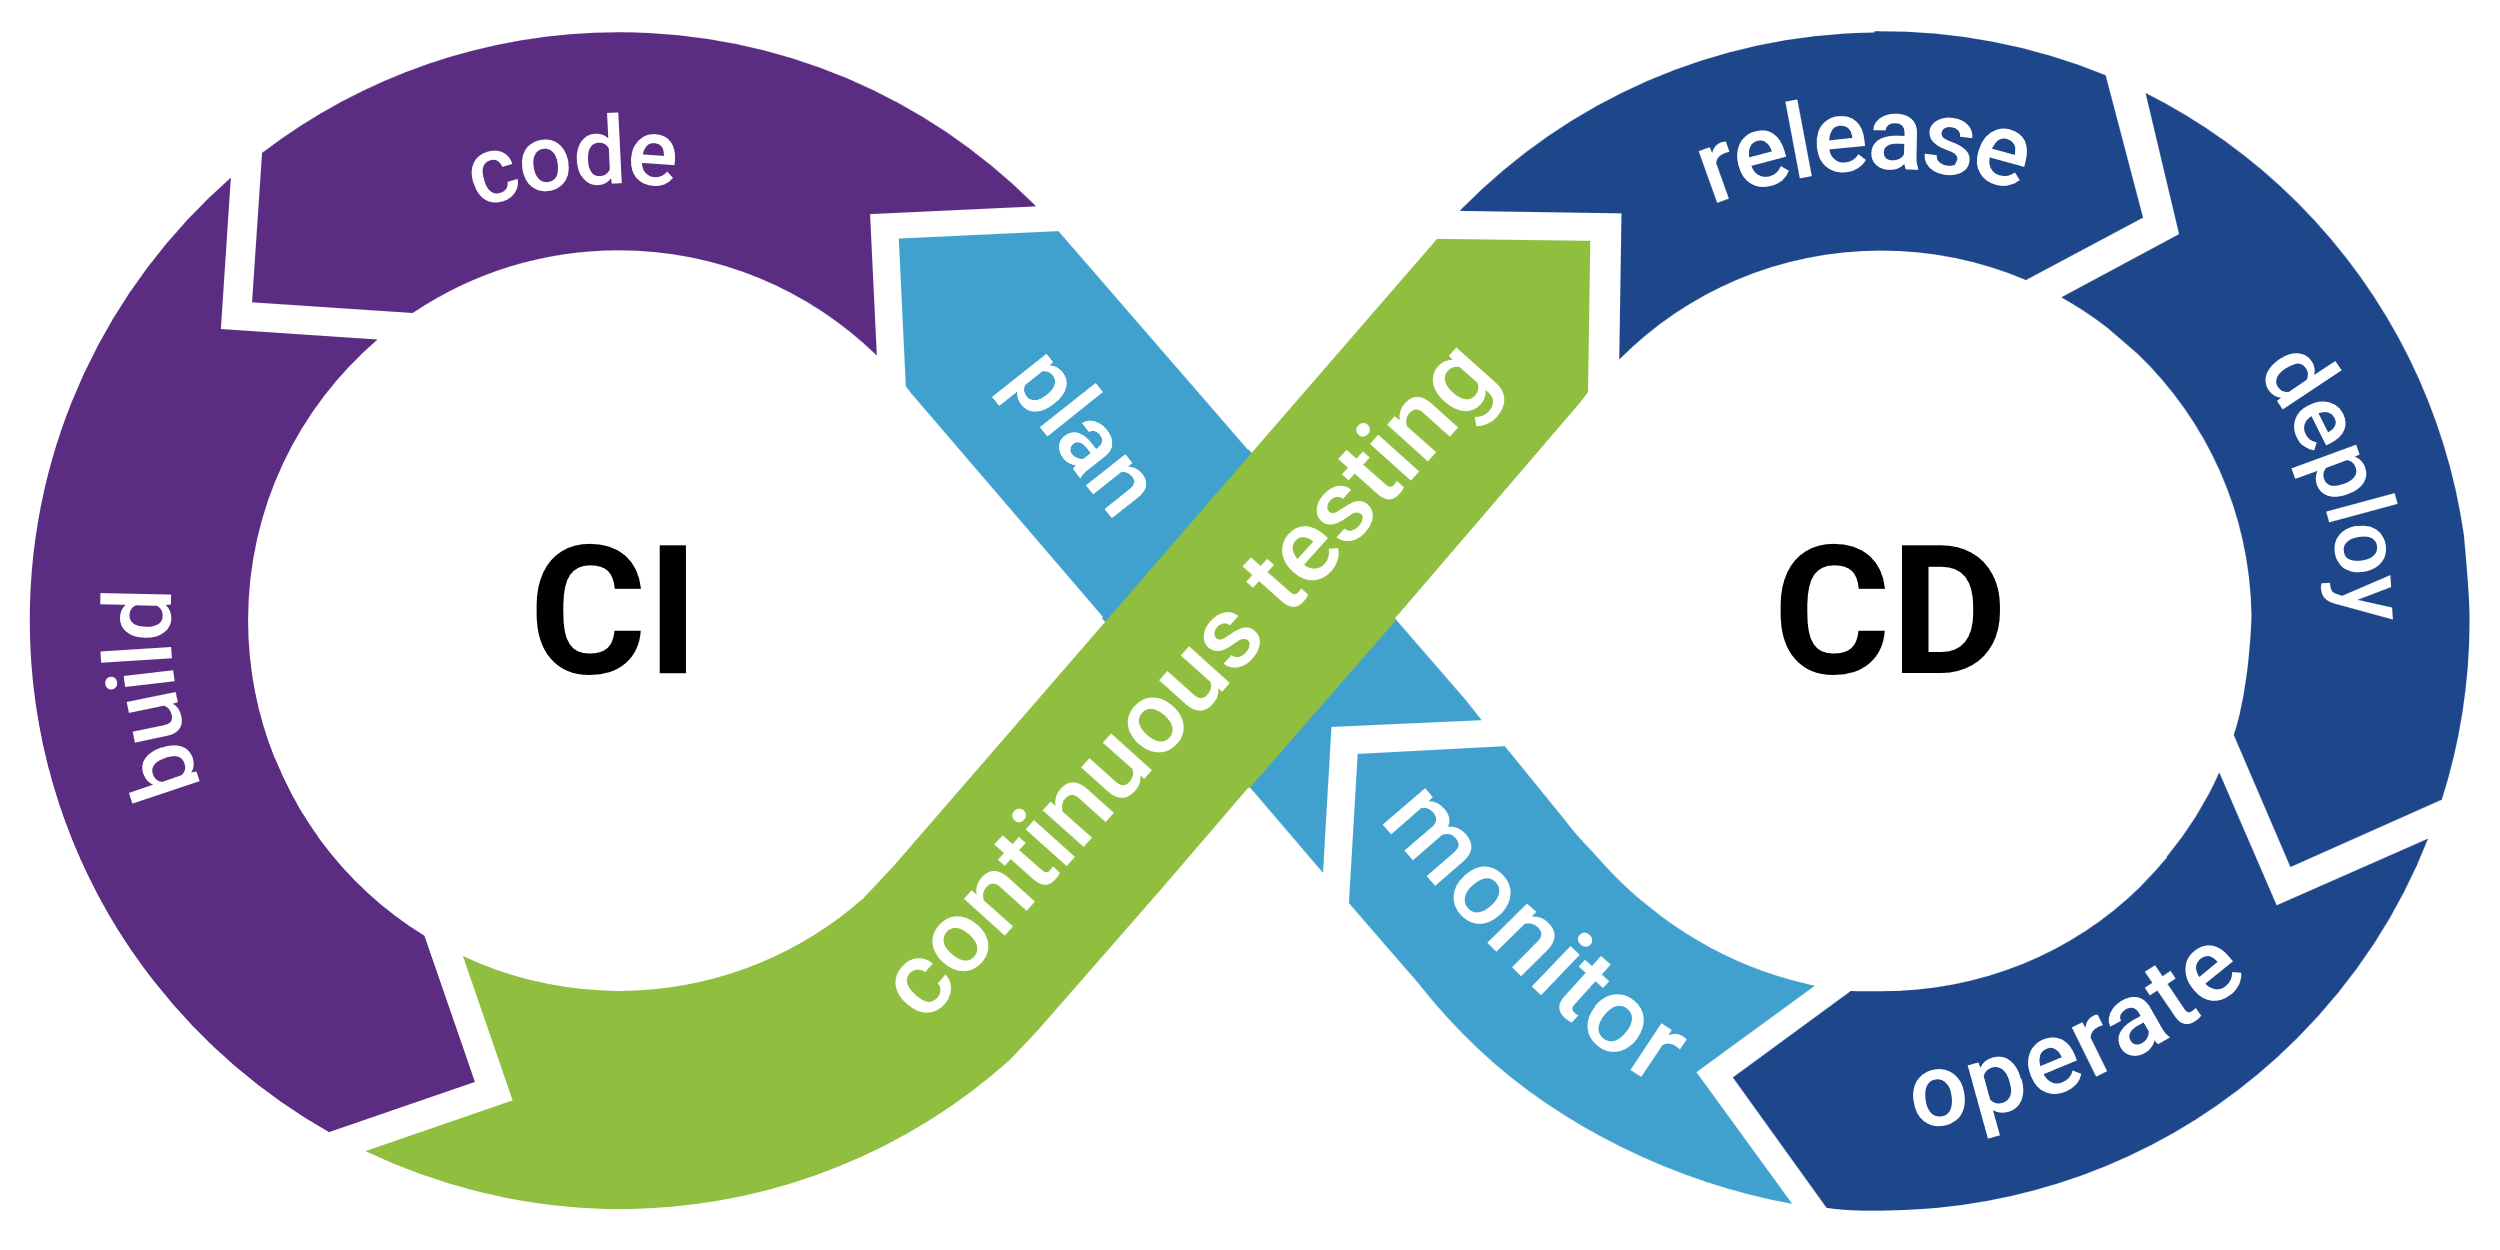 code
release
plan
deploy
CI
CD
build
continuous testing
monitor
operate